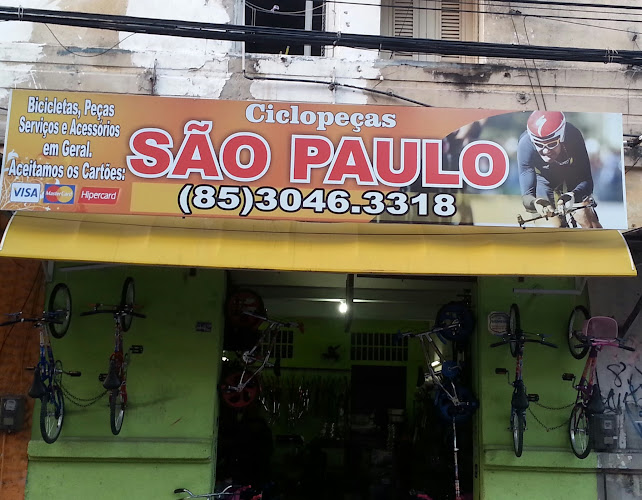 Bicicletas, Peças
Serviços e Acessórios
em Geral.
Aceitamos os Cartões:
VISA MasterCard Hipercard
Ciclopeças
SÃO PAULO
(85)3046.3318